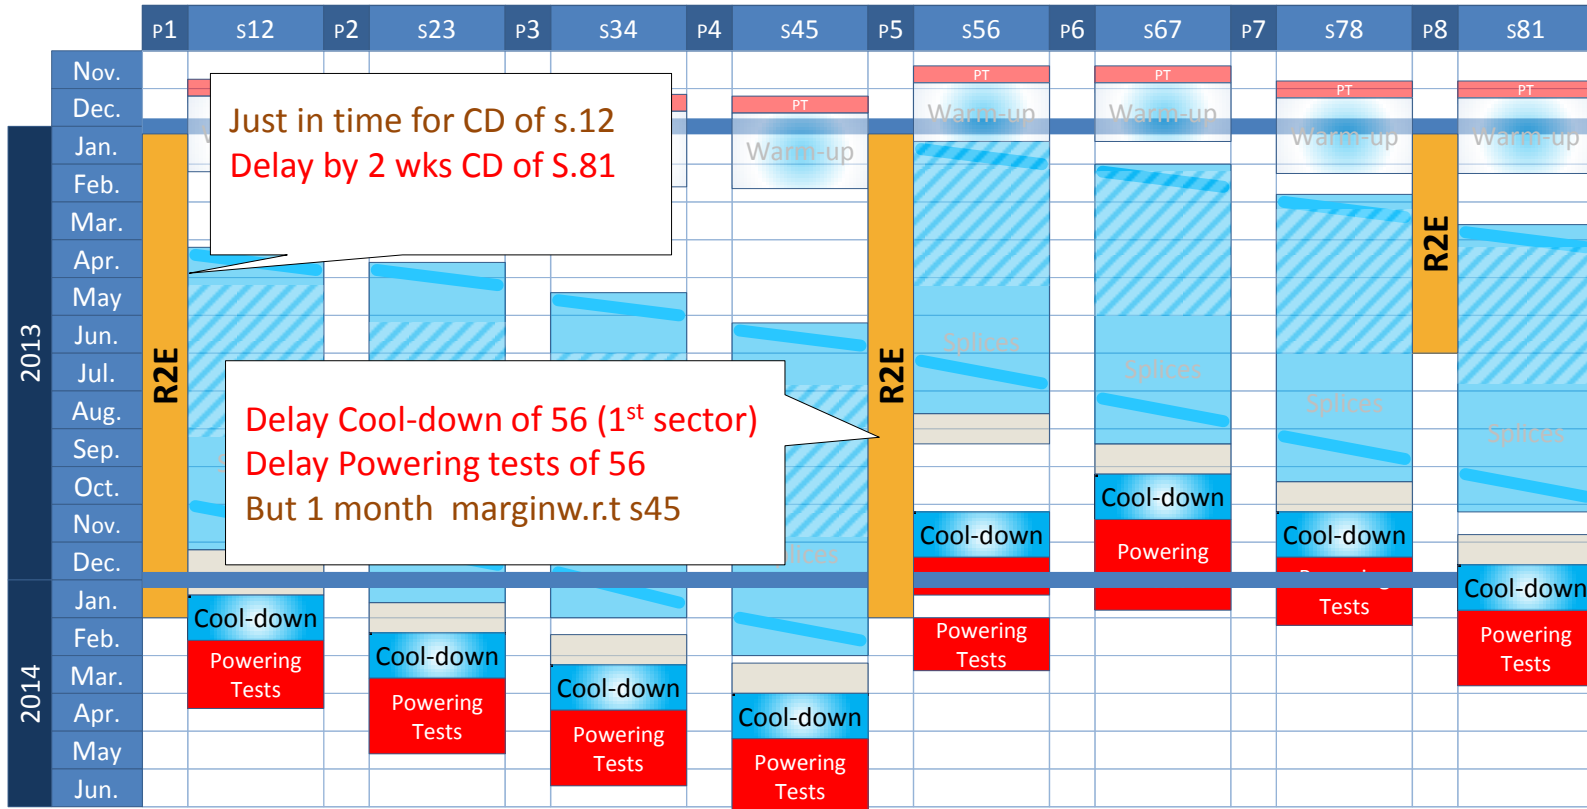 P1 S12 P2 S23 P3 S34 P4 S45 P5 S56 P6 S67 P7 S78 P8 S81
Nov.
Dec.
Jan.
Feb.
Mar.
Apr.
May
Jun.
Jul.
Aug.
Sep.
Oct.
Nov.
Dec.
Jan.
Feb.
Mar.
Apr.
May
Jun.
2013
2014
Just in time for CD of s.12
Delay by 2 wks CD of S.81
Delay Cool-down of 56 (1st sector)
Delay Powering tests of 56
But 1 month marginw.r.t s45
R2E
Cool-down
Powering
Tests
Cool-down
Powering
Tests
Cool-down
Powering
Tests
PT
Warm-up
Cool-down
Powering
Tests
R2E
PT
Warm-up
Splices
Cool-down
Powering
Tests
PT
Warm-up
Splices
Cool-down
Powering
PT
Warm-up
Splices
Cool-down
Tests
R2E
PT
Warm-up
Splices
Cool-down
Powering
Tests